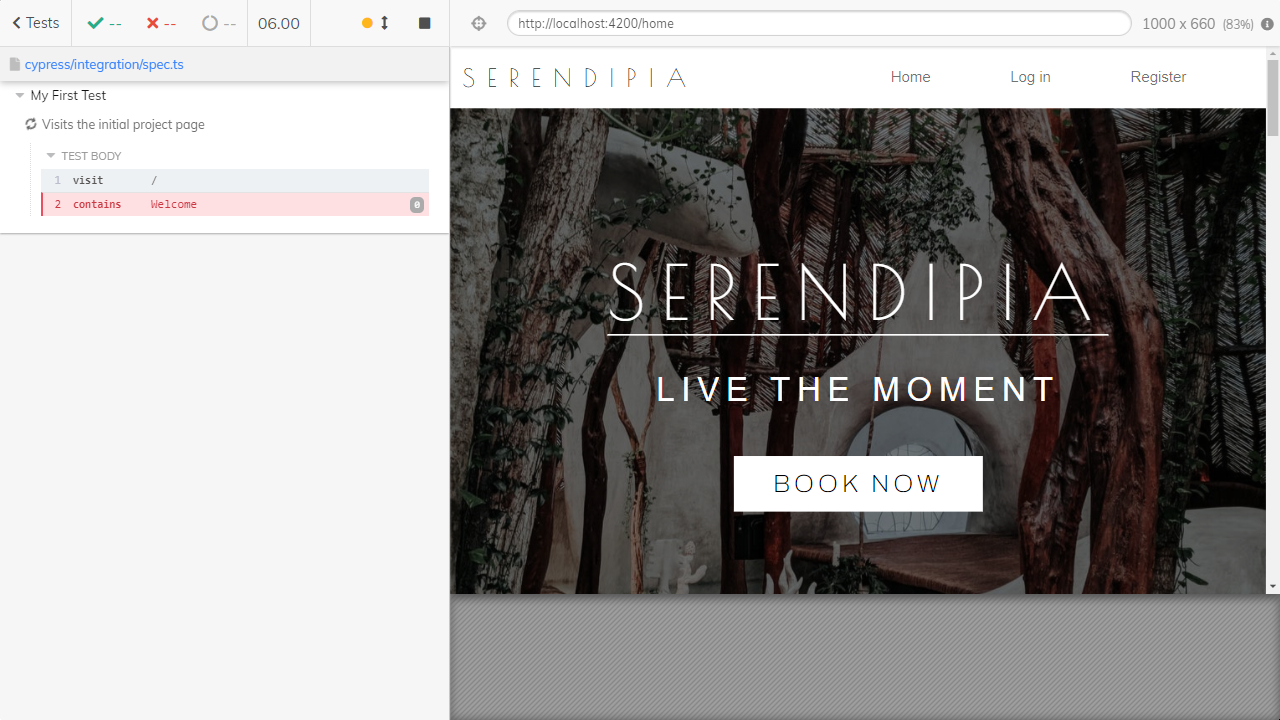 Tests
--
--
--
06.00
http://localhost:4200/home
1000 x 660 (83%)
cypress/integration/spec.ts
My First Test
Visits the initial project page
TEST BODY
1 visit /
2 contains Welcome 0
SERENDIPIA
Home
Log in
Register
SERENDIPIA
LIVE THE MOMENT
BOOK NOW